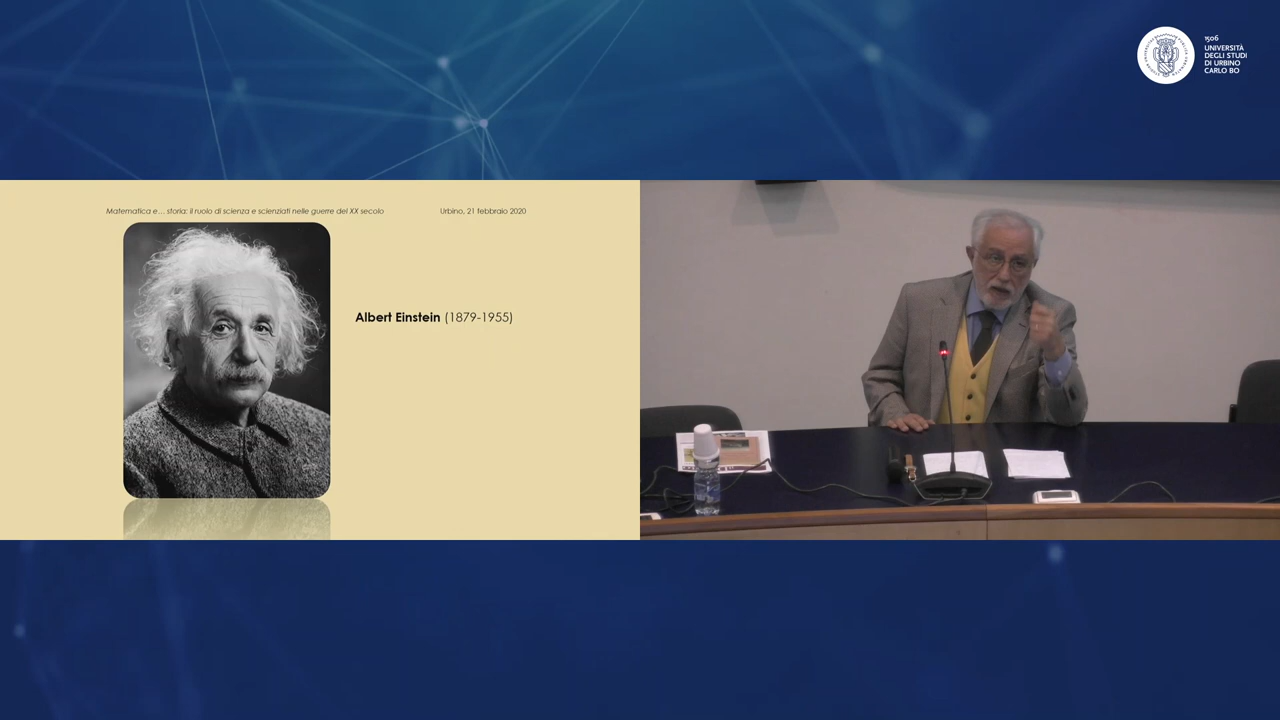 1506
UNIVERSITÀ
DEGLI STUDI
DI URBINO
CARLO BO
Matematica e... storia: il ruolo di scienza e scienziati nelle guerre del XX secolo
Urbino, 21 febbraio 2020
Albert Einstein (1879-1955)